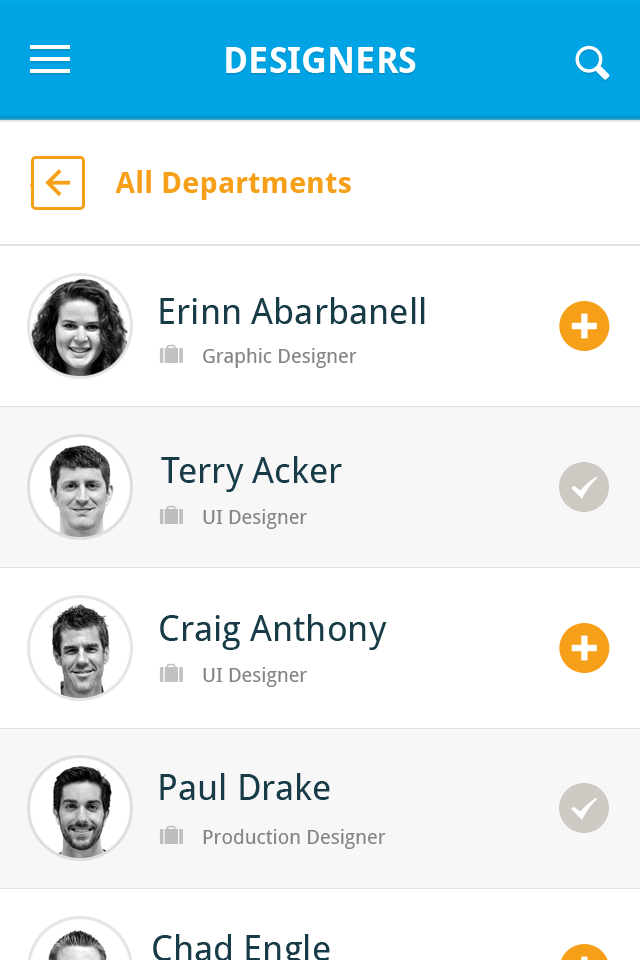 DESIGNERS
All Departments
Erinn Abarbanell
Graphic Designer
Terry Acker
UI Designer
Craig Anthony
UI Designer
Paul Drake
Production Designer
Chad Engle